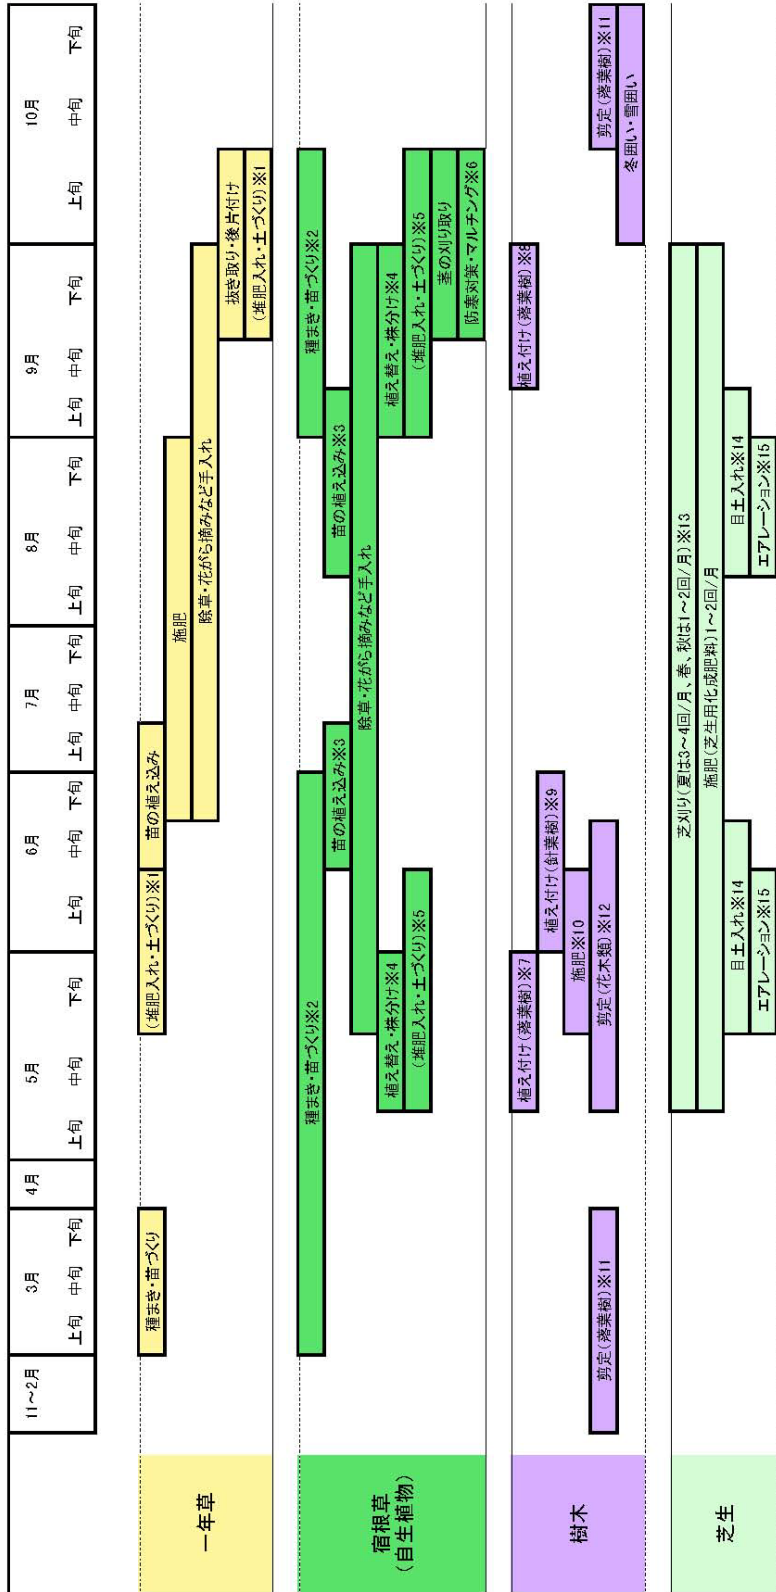 11～2月
3月
上旬 中旬 下旬
4月
5月
上旬 中旬 下旬
6月
上旬 中旬 下旬
7月
上旬 中旬 下旬
8月
上旬 中旬 下旬
9月
上旬 中旬 下旬
10月
上旬 中旬 下旬
一年草
種まき・苗づくり
(堆肥入れ・土づくり)※1
苗の植え込み
施肥
除草・花がら摘みなど手入れ
抜き取り・後片付け
(堆肥入れ・土づくり)※1
宿根草
(自生植物)
種まき・苗づくり※2
種まき・苗づくり※2
苗の植え込み※3
苗の植え込み※3
除草・花がら摘みなど手入れ
植え替え・株分け※4
植え替え・株分け※4
(堆肥入れ・土づくり)※5
(堆肥入れ・土づくり)※5
茎の刈り取り
防寒対策・マルチング※6
樹木
植え付け(落葉樹)※7
植え付け(落葉樹)※8
植え付け(針葉樹)※9
施肥※10
剪定(落葉樹)※11
剪定(花木類)※12
剪定(落葉樹)※11
冬囲い・雪囲い
芝生
芝刈り(夏は3～4回/月、春、秋は1～2回/月)※13
施肥(芝生用化成肥料)1～2回/月
目土入れ※14
目土入れ※14
エアレーション※15
エアレーション※15